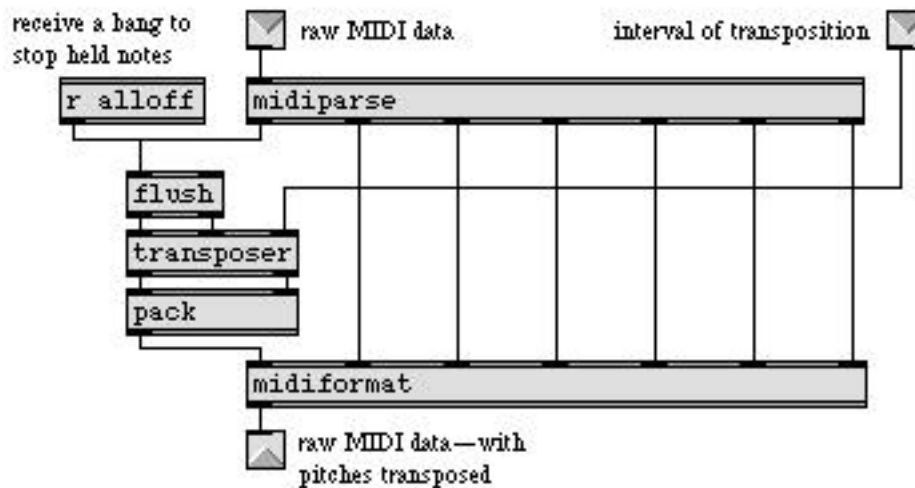 receive a bang to
stop held notes
raw MIDI data
interval of transposition
r alloff
midiparse
flush
transposer
pack
midiformat
raw MIDI data—with
pitches transposed